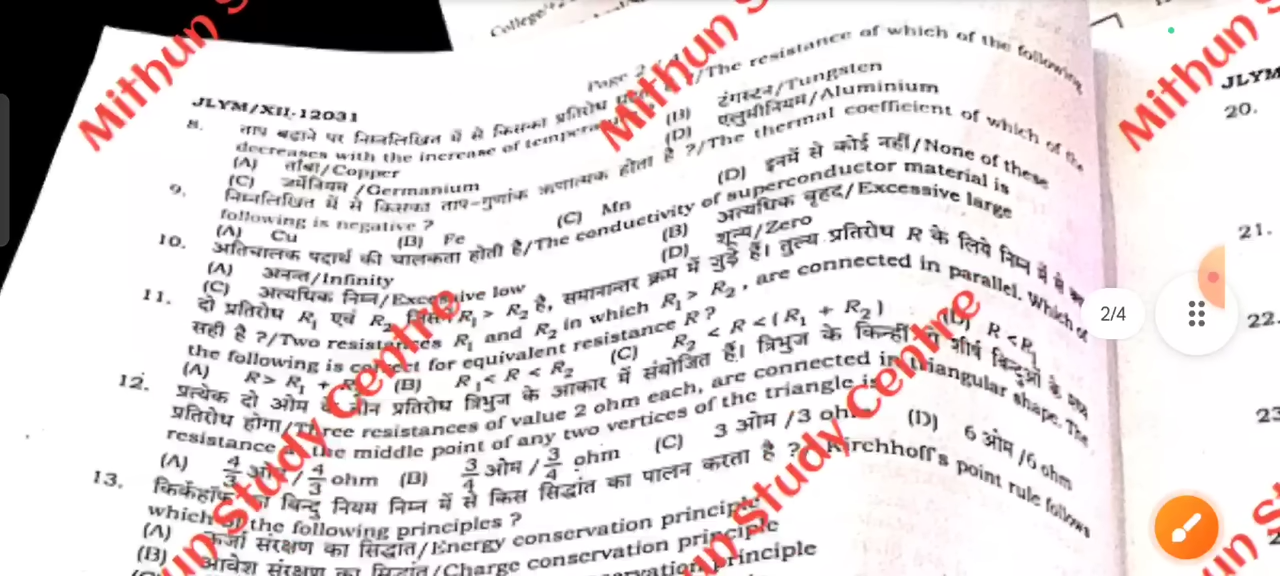 College
Page 2
JLYM/XII-12031
8. ताप बढ़ाने पर निम्नलिखित में से किसका प्रतिरोध /The resistance of which of the following
decreases with the increase of
(A) ताँबा/Copper (B) टंगस्टन/Tungsten
(C) जर्मेनियम /Germanium (D) एलुमीनियम/Aluminium
9. निम्नलिखित में से किसका ताप-गुणांक ऋणात्मक होता है ?/The thermal coefficient of which of the
following is negative ?
(A) Cu (B) Fe (C) Mn (D) इनमें से कोई नहीं/None of these
10. अतिचालक पदार्थ की चालकता होती है/The conductivity of superconductor material is
(A) अनन्त/Infinity (B) अत्यधिक वृहद/Excessive large
(C) अत्यधिक निम्न/Excessive low (D) शून्य/Zero
11. दो प्रतिरोध R₁ एवं R₂ जिसमें R₁ > R₂ है, समानान्तर क्रम में जुड़े हैं। तुल्य प्रतिरोध R के लिये निम्न में से
सही है ?/Two resistances R₁ and R₂ in which R₁ > R₂, are connected in parallel. Which of
the following is correct for equivalent resistance R ?
(A) R > R₁ + (B) R₁ < R < R₂ (C) R₂ < R < (R₁ + R₂) (D) R < R₁
12. प्रत्येक दो ओम के तीन प्रतिरोध त्रिभुज के आकार में संयोजित हैं। त्रिभुज के किन्हीं शीर्ष बिन्दुओं के मध्य
प्रतिरोध होगा/Three resistances of value 2 ohm each, are connected in triangular shape. The
resistance the middle point of any two vertices of the triangle is
(A) 4/3 ओम / 4/3 ohm (B) 3/4 ओम / 3/4 ohm (C) 3 ओम /3 ohm (D) 6 ओम /6 ohm
13. किर्कहॉफ का बिन्दु नियम निम्न में से किस सिद्धांत का पालन करता है ?/Kirchhoff's point rule follows
which of the following principles ?
(A) ऊर्जा संरक्षण का सिद्धांत/Energy conservation principle
(B) आवेश संरक्षण का सिद्धांत/Charge conservation principle
principle
JLYM
20.
21.
22.
23
2/4
Mithun S
Mithun S
Mithun
Study Centre
Study Centre